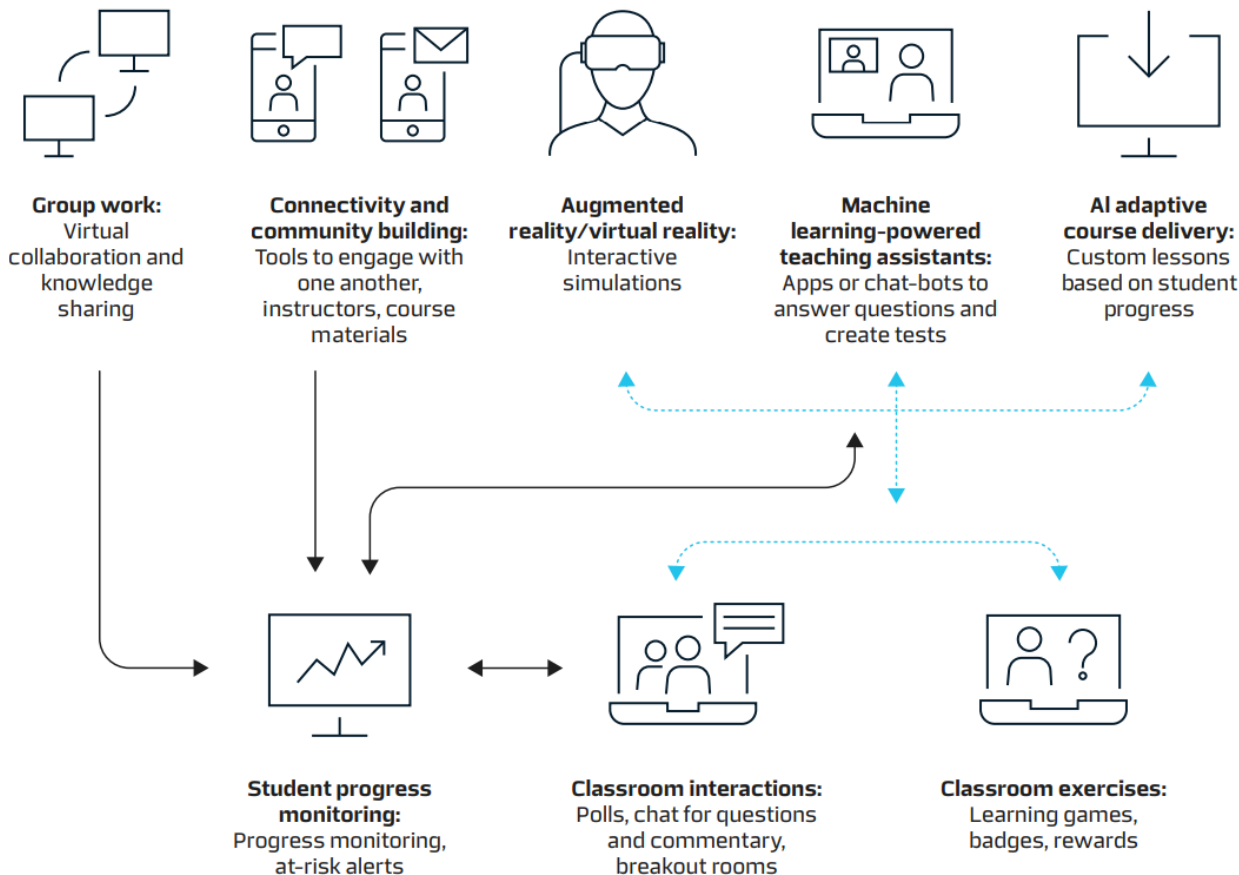 Group work:
Virtual
collaboration and
knowledge
sharing
Connectivity and
community building:
Tools to engage with
one another,
instructors, course
materials
Augmented
reality/virtual reality:
Interactive
simulations
Machine
learning-powered
teaching assistants:
Apps or chat-bots to
answer questions and
create tests
AI adaptive
course delivery:
Custom lessons
based on student
progress
Student progress
monitoring:
Progress monitoring,
at-risk alerts
Classroom interactions:
Polls, chat for questions
and commentary,
breakout rooms
Classroom exercises:
Learning games,
badges, rewards